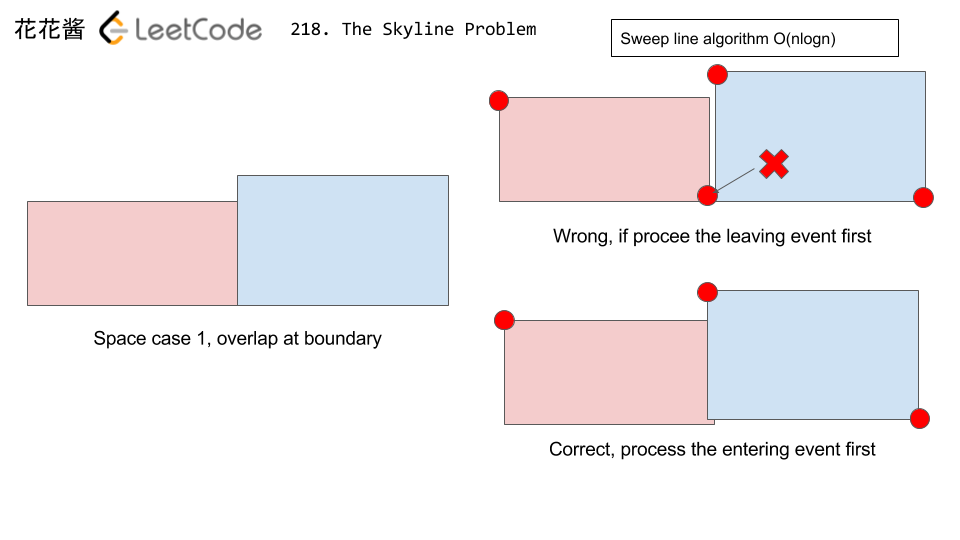 花花酱 LeetCode 218. The Skyline Problem
Sweep line algorithm O(nlogn)
Wrong, if procee the leaving event first
Space case 1, overlap at boundary
Correct, process the entering event first